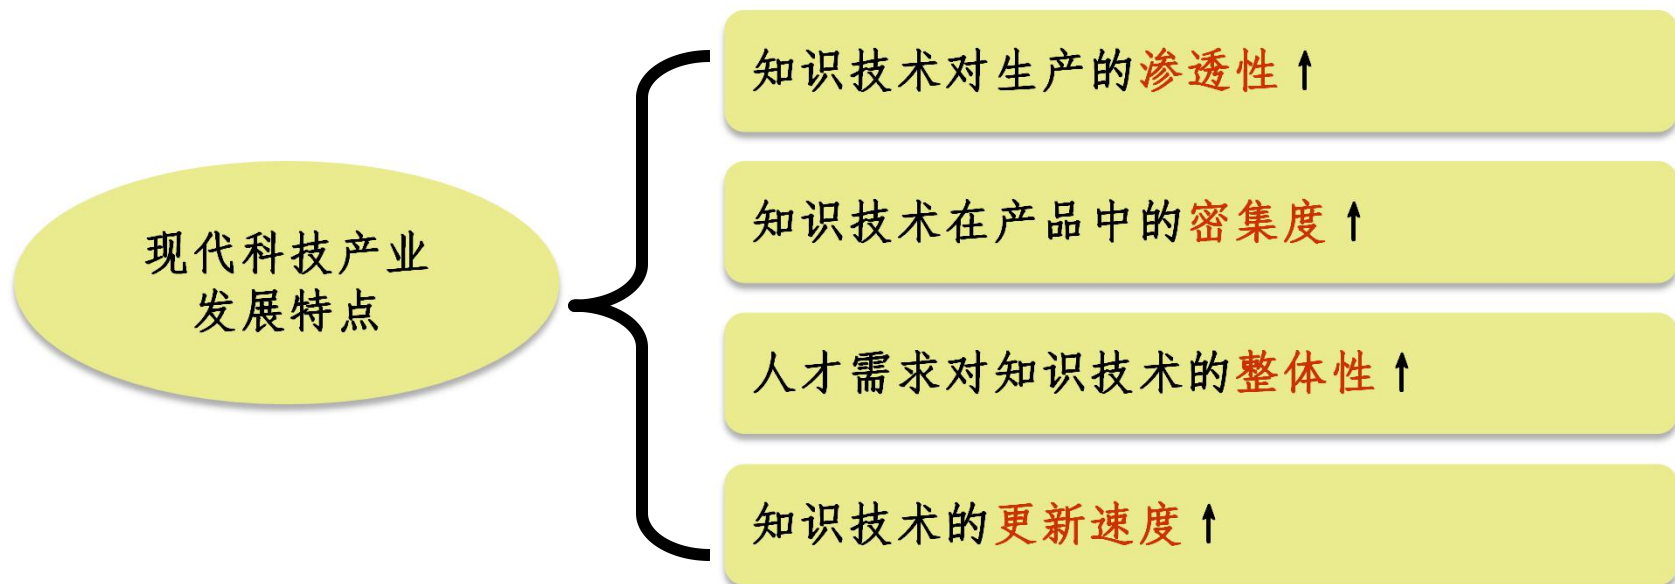 现代科技产业
发展特点
知识技术对生产的渗透性↑
知识技术在产品中的密集度↑
人才需求对知识技术的整体性↑
知识技术的更新速度↑